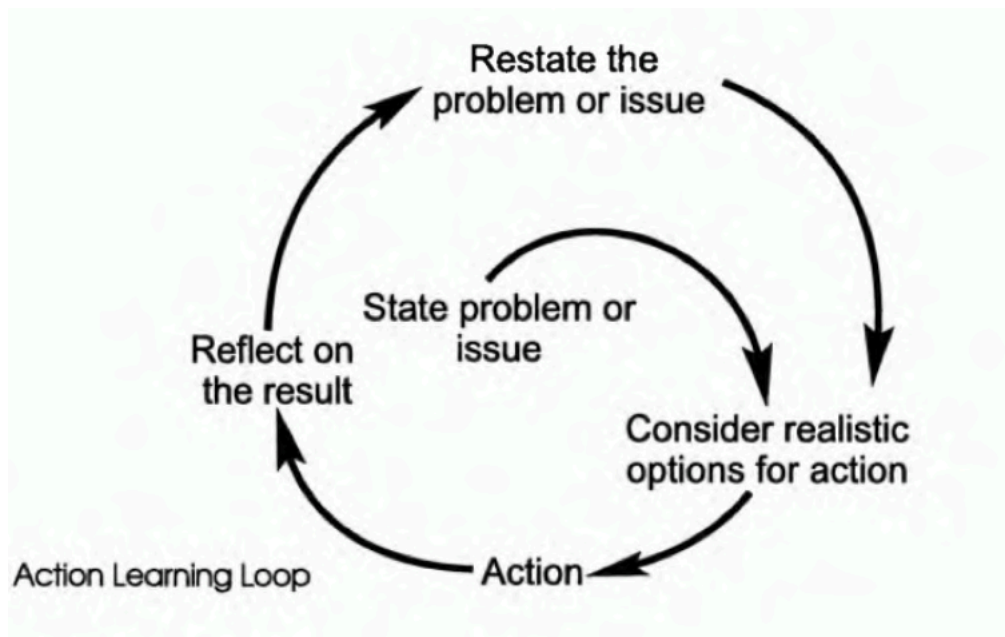 Restate the
problem or issue
State problem or
issue
Reflect on
the result
Consider realistic
options for action
Action
Action Learning Loop